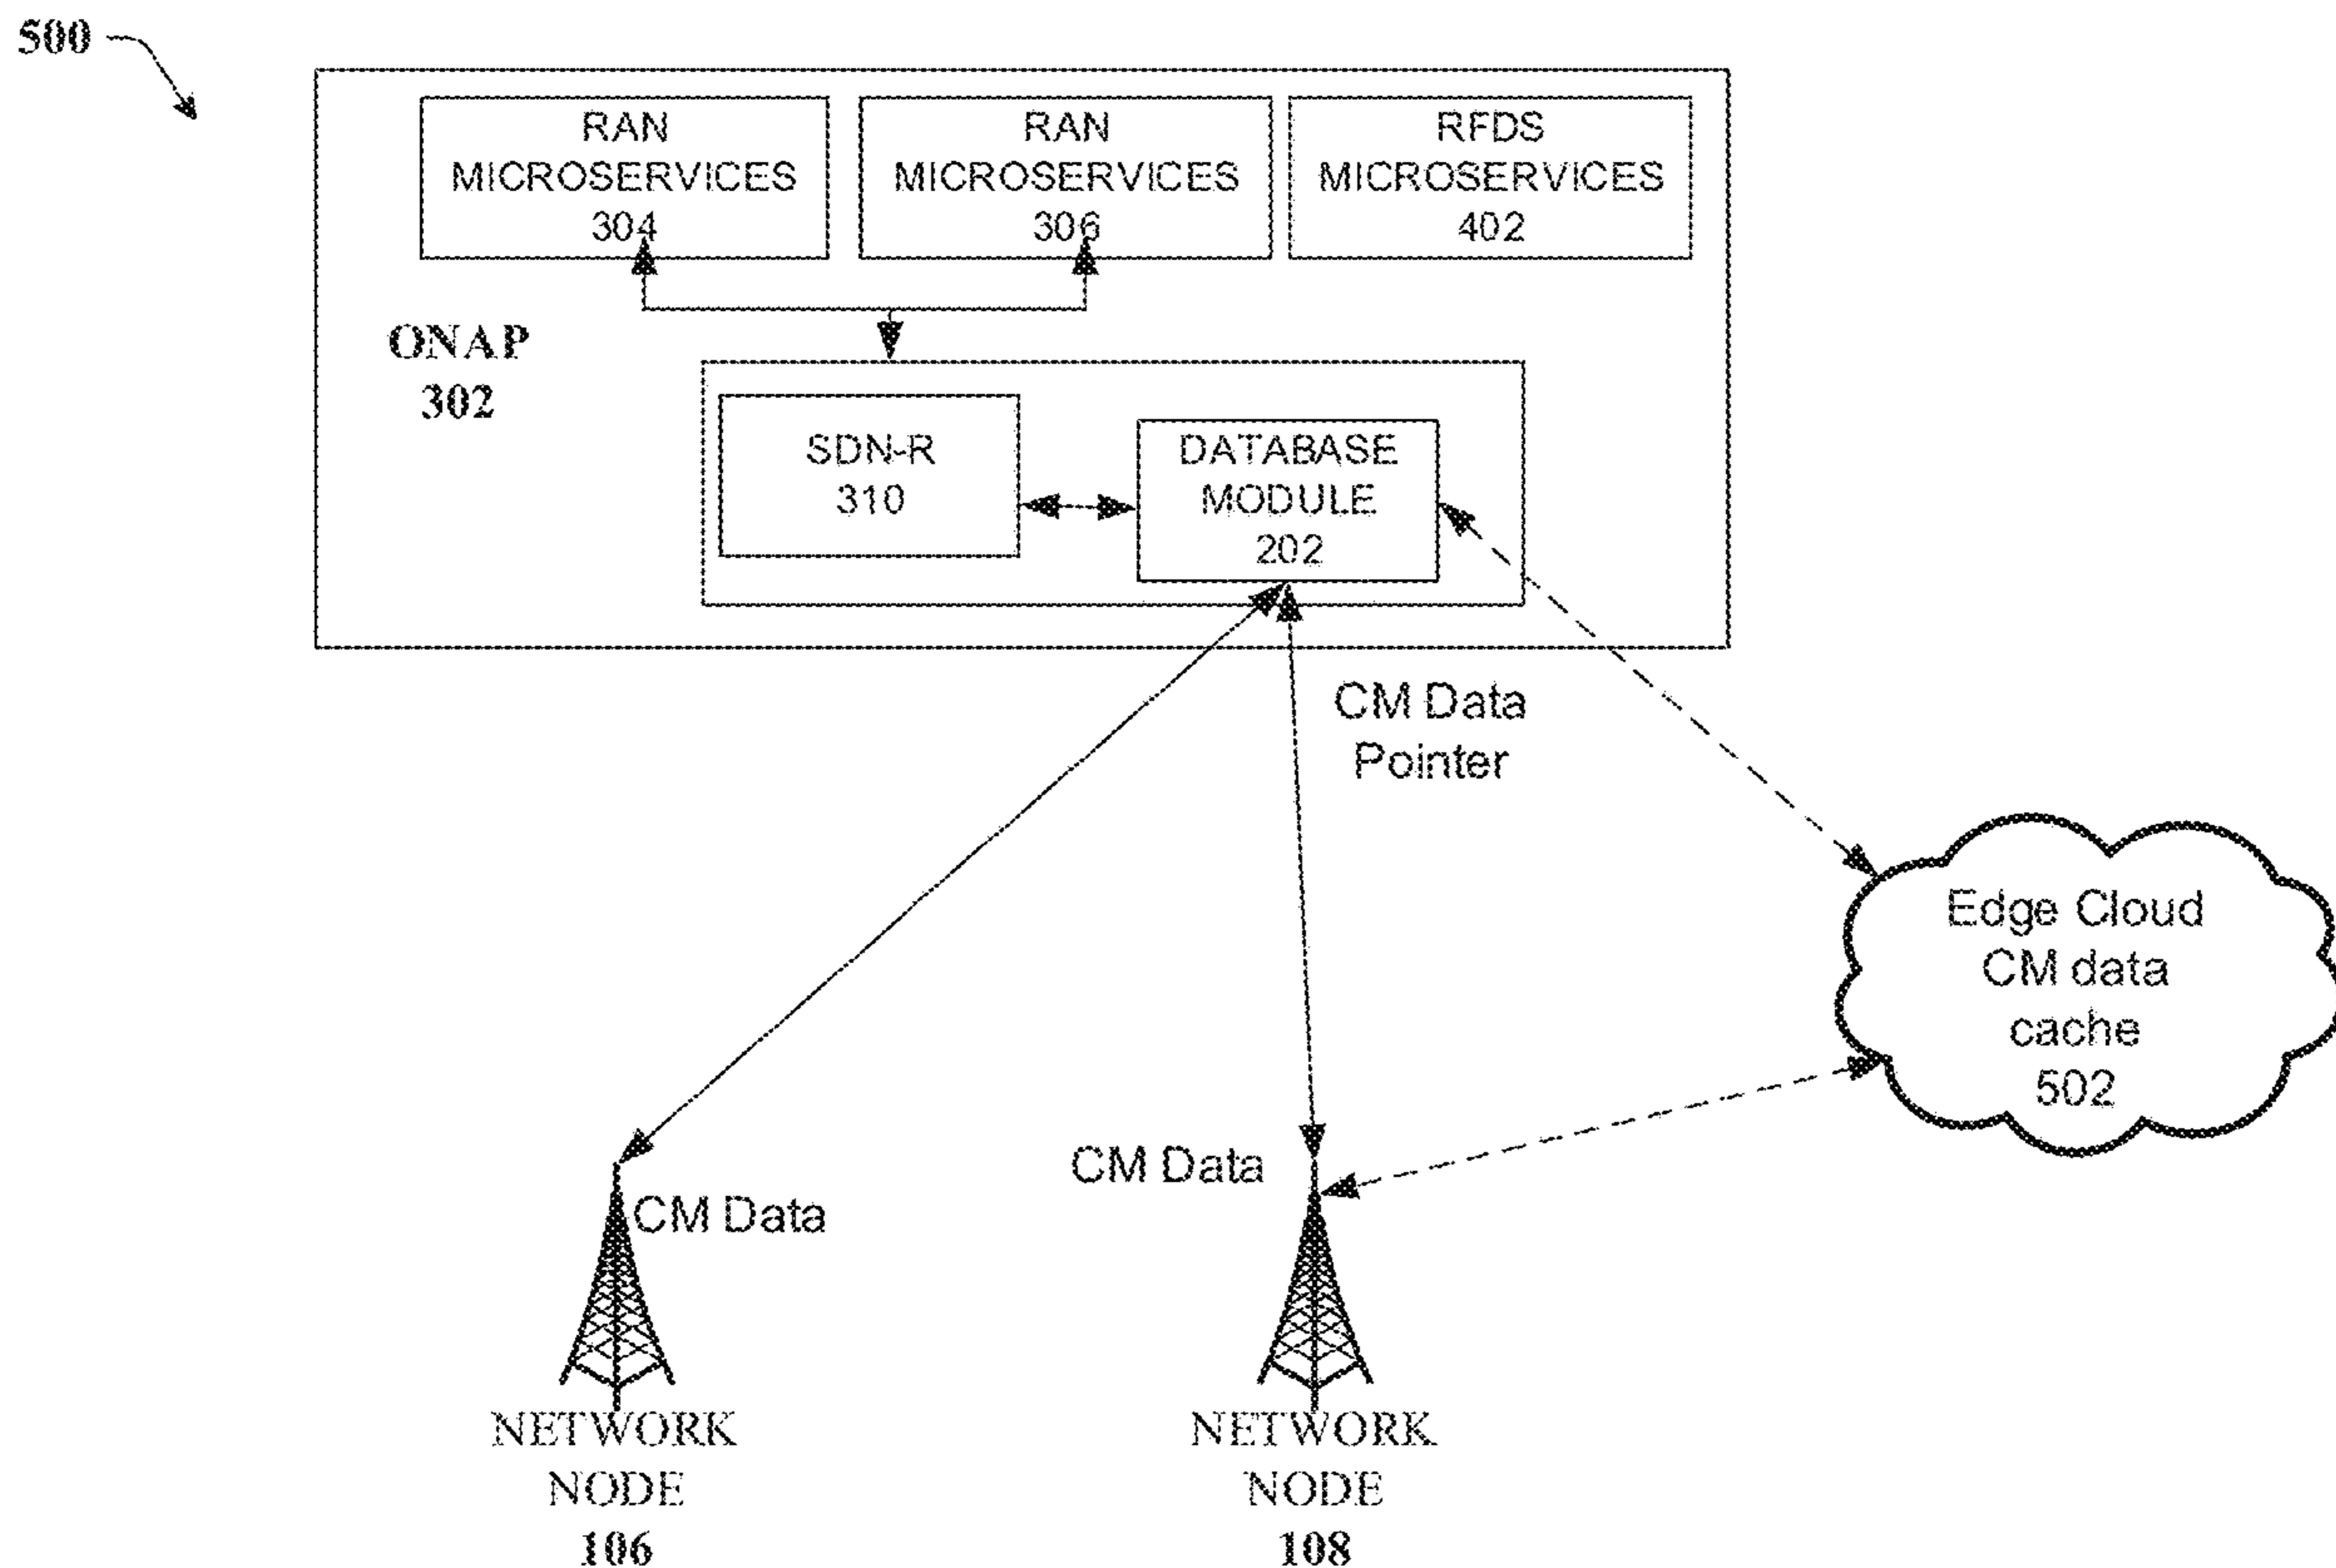 500
RAN
MICROSERVICES
304
RAN
MICROSERVICES
306
RFDS
MICROSERVICES
402
ONAP
302
SDN-R
310
DATABASE
MODULE
202
CM Data
Pointer
Edge Cloud
CM data
cache
502
CM Data
CM Data
NETWORK
NODE
106
NETWORK
NODE
108